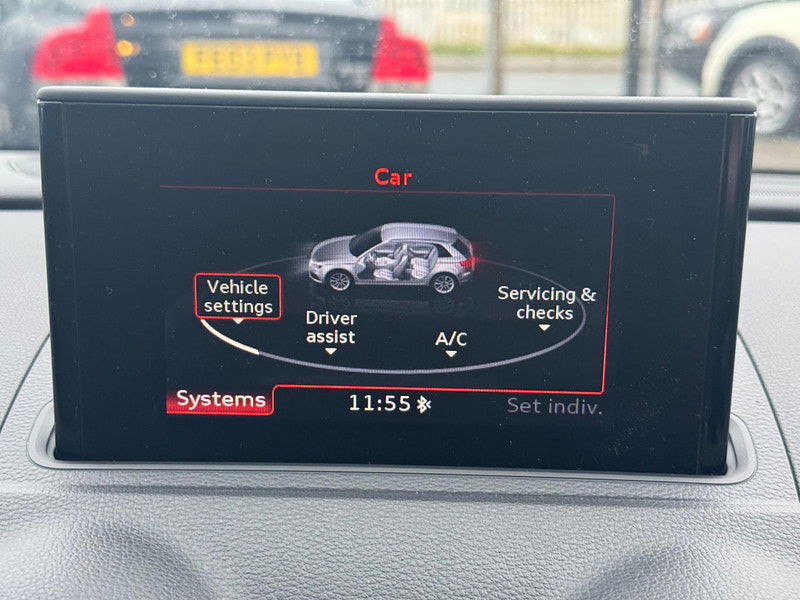 Car
Vehicle
settings
Driver
assist
A/C
Servicing &
checks
Systems
11:55
Set indiv.